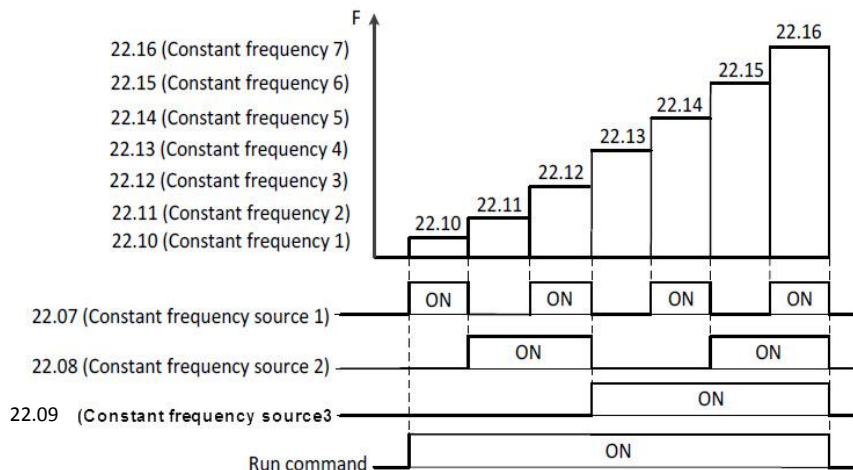 F
22.16 (Constant frequency 7)
22.15 (Constant frequency 6)
22.14 (Constant frequency 5)
22.13 (Constant frequency 4)
22.12 (Constant frequency 3)
22.11 (Constant frequency 2)
22.10 (Constant frequency 1)
22.10
22.11
22.12
22.13
22.14
22.15
22.16
22.07 (Constant frequency source 1)
ON ON ON ON
22.08 (Constant frequency source 2)
ON ON
22.09 (Constant frequency source3
ON
Run command
ON